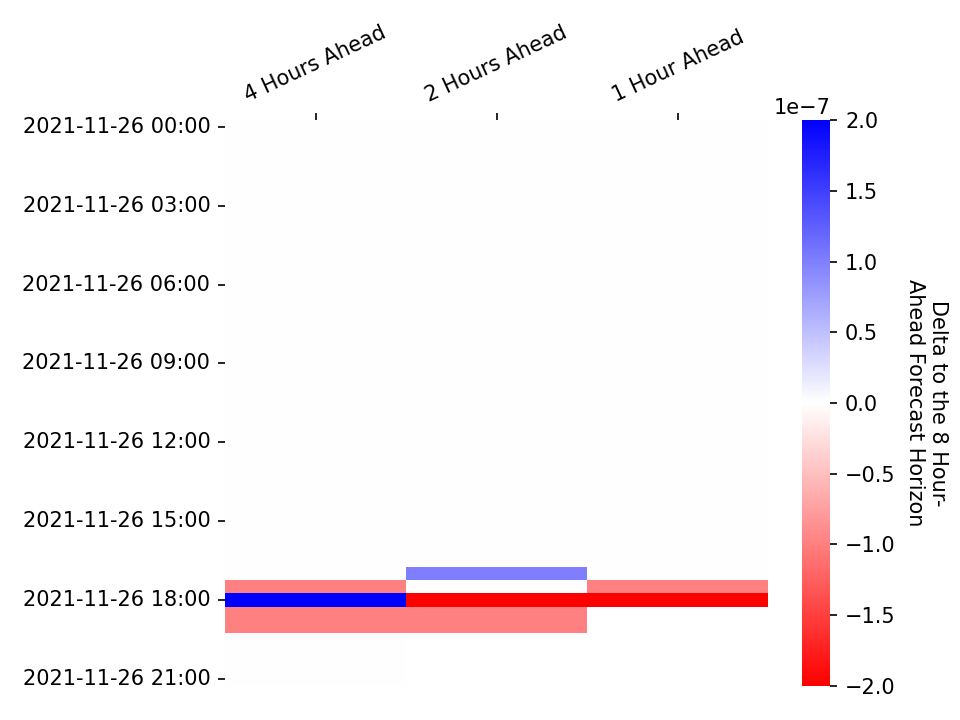 4 Hours Ahead
2 Hours Ahead
1 Hour Ahead
1e−7
2021-11-26 00:00
2021-11-26 03:00
2021-11-26 06:00
2021-11-26 09:00
2021-11-26 12:00
2021-11-26 15:00
2021-11-26 18:00
2021-11-26 21:00
2.0
1.5
1.0
0.5
0.0
−0.5
−1.0
−1.5
−2.0
Delta to the 8 Hour-
Ahead Forecast Horizon